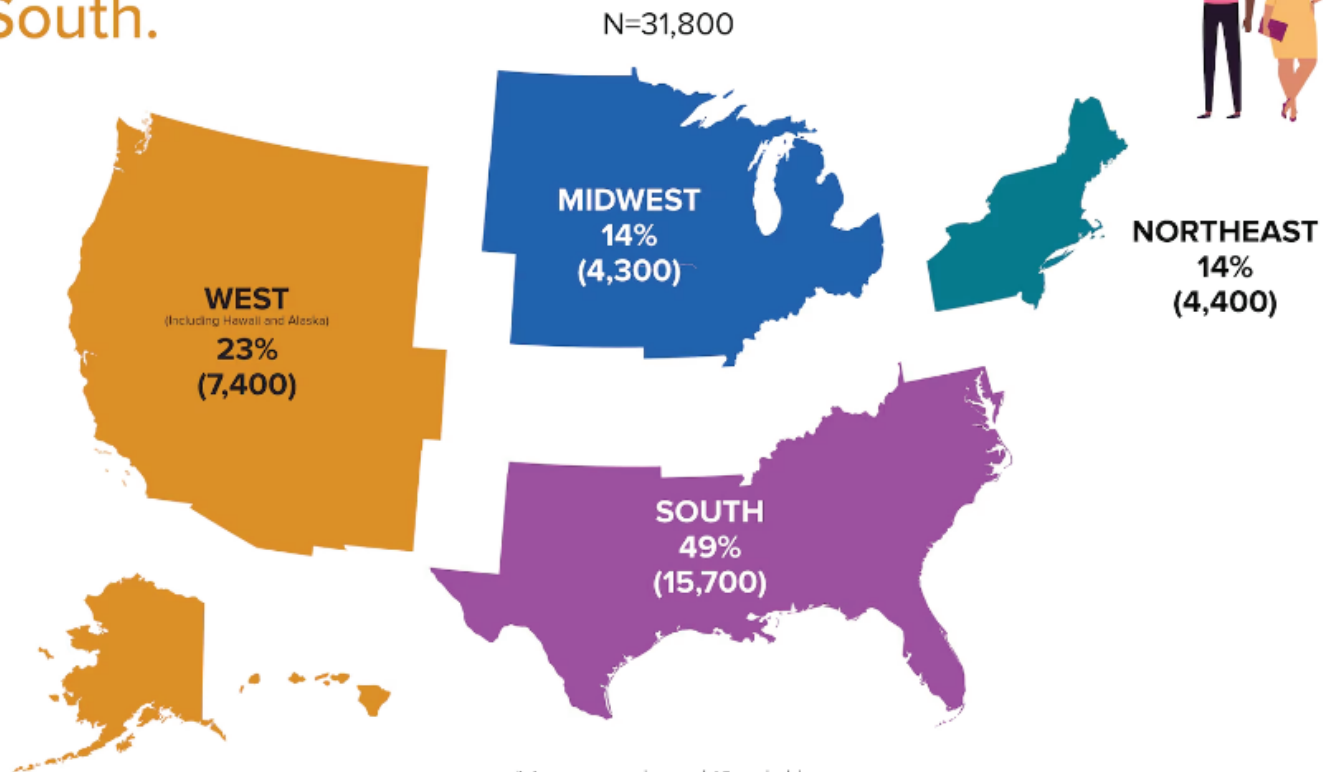 South.
N=31,800
MIDWEST
14%
(4,300)
NORTHEAST
14%
(4,400)
WEST
(Including Hawaii and Alaska)
23%
(7,400)
SOUTH
49%
(15,700)